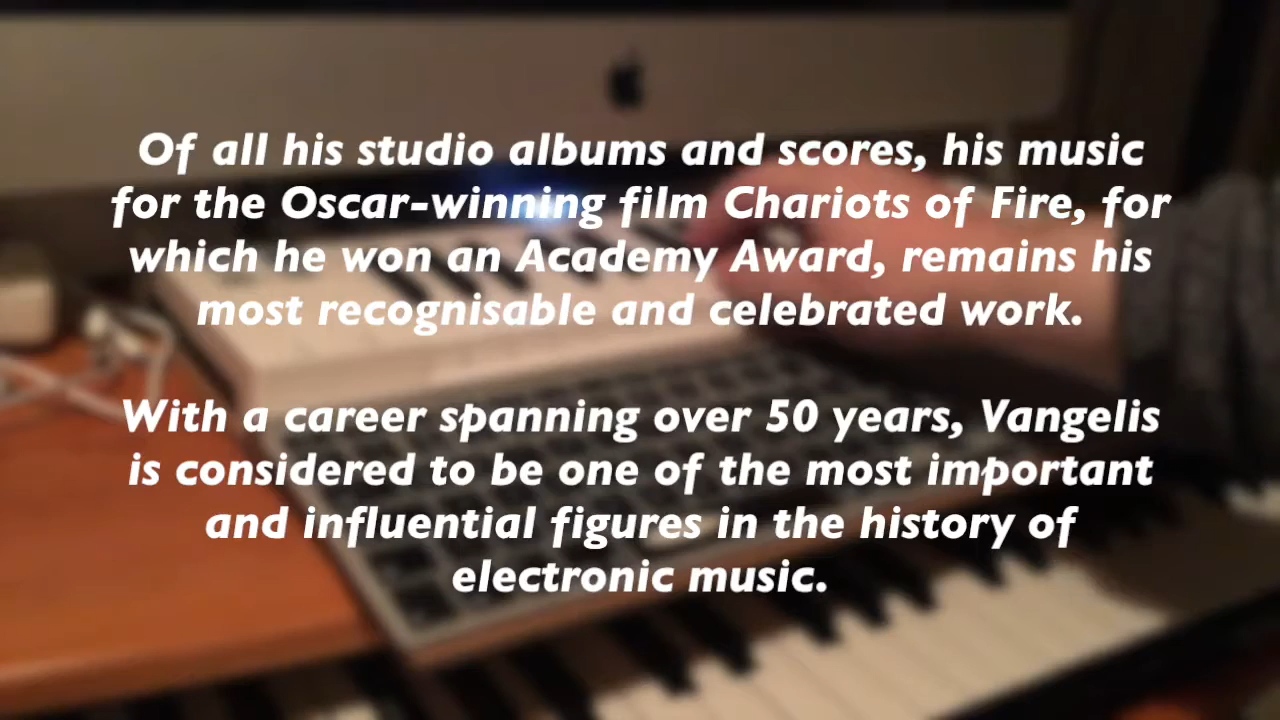 Of all his studio albums and scores, his music
for the Oscar-winning film Chariots of Fire, for
which he won an Academy Award, remains his
most recognisable and celebrated work.
With a career spanning over 50 years, Vangelis
is considered to be one of the most important
and influential figures in the history of
electronic music.